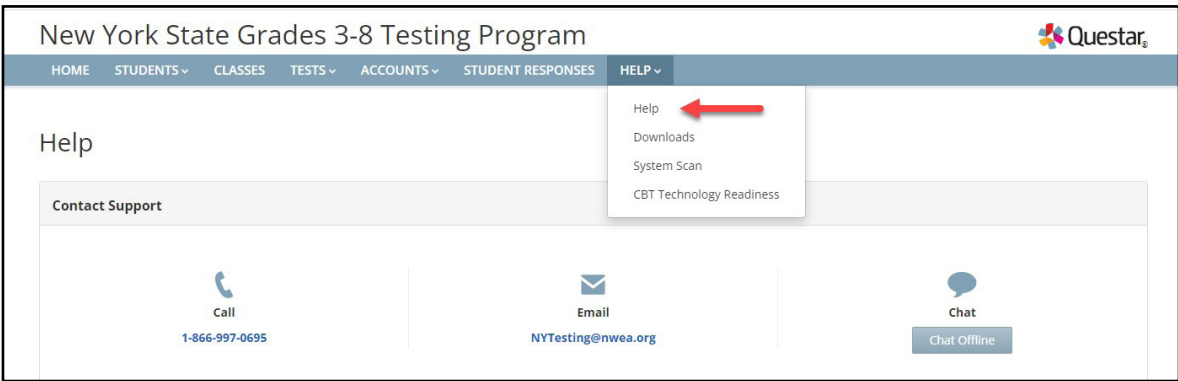 New York State Grades 3-8 Testing Program
Questar®
HOME STUDENTS CLASSES TESTS ACCOUNTS STUDENT RESPONSES HELP
Help
Downloads
System Scan
CBT Technology Readiness
Help
Contact Support
Call Email Chat
1-866-997-0695 NYTesting@nwea.org Chat Offline